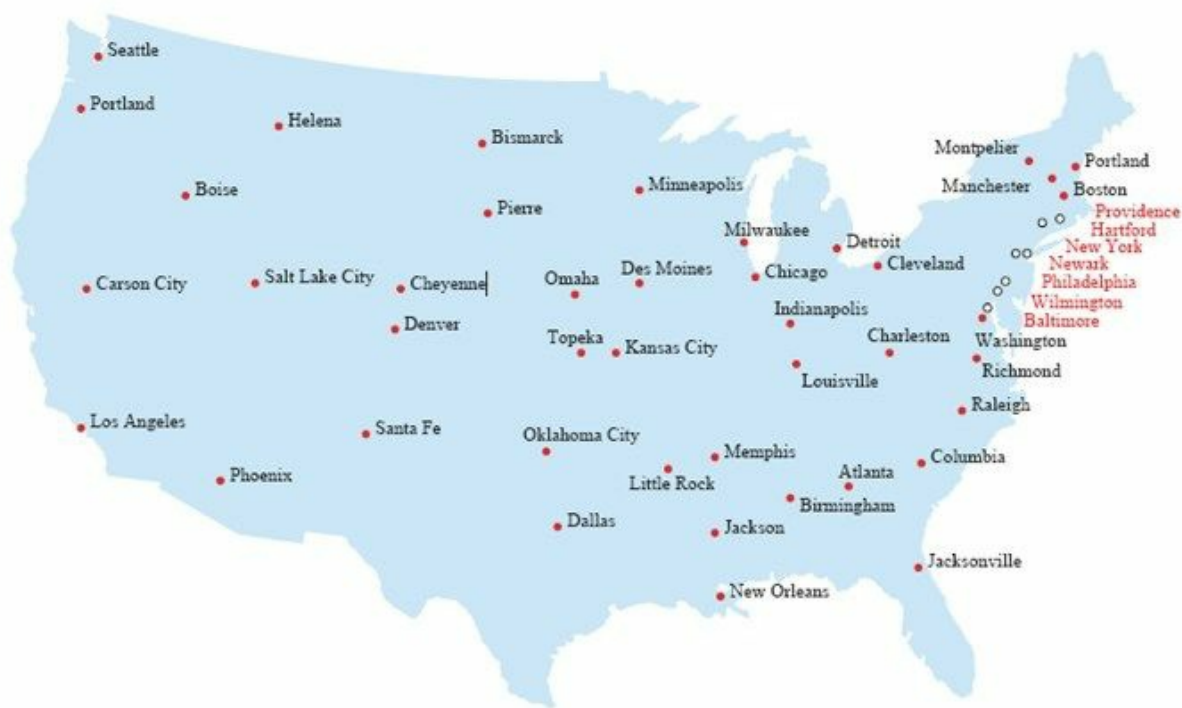 Seattle
Portland
Helena
Bismarck
Montpelier
Portland
Boise
Minneapolis
Manchester
Boston
Pierre
Providence
Milwaukee
Hartford
Detroit
New York
Cleveland
Newark
Carson City
Salt Lake City
Cheyenne
Omaha
Des Moines
Chicago
Philadelphia
Wilmington
Indianapolis
Baltimore
Denver
Topeka
Kansas City
Charleston
Washington
Louisville
Richmond
Raleigh
Los Angeles
Santa Fe
Oklahoma City
Memphis
Columbia
Phoenix
Little Rock
Atlanta
Birmingham
Dallas
Jackson
Jacksonville
New Orleans